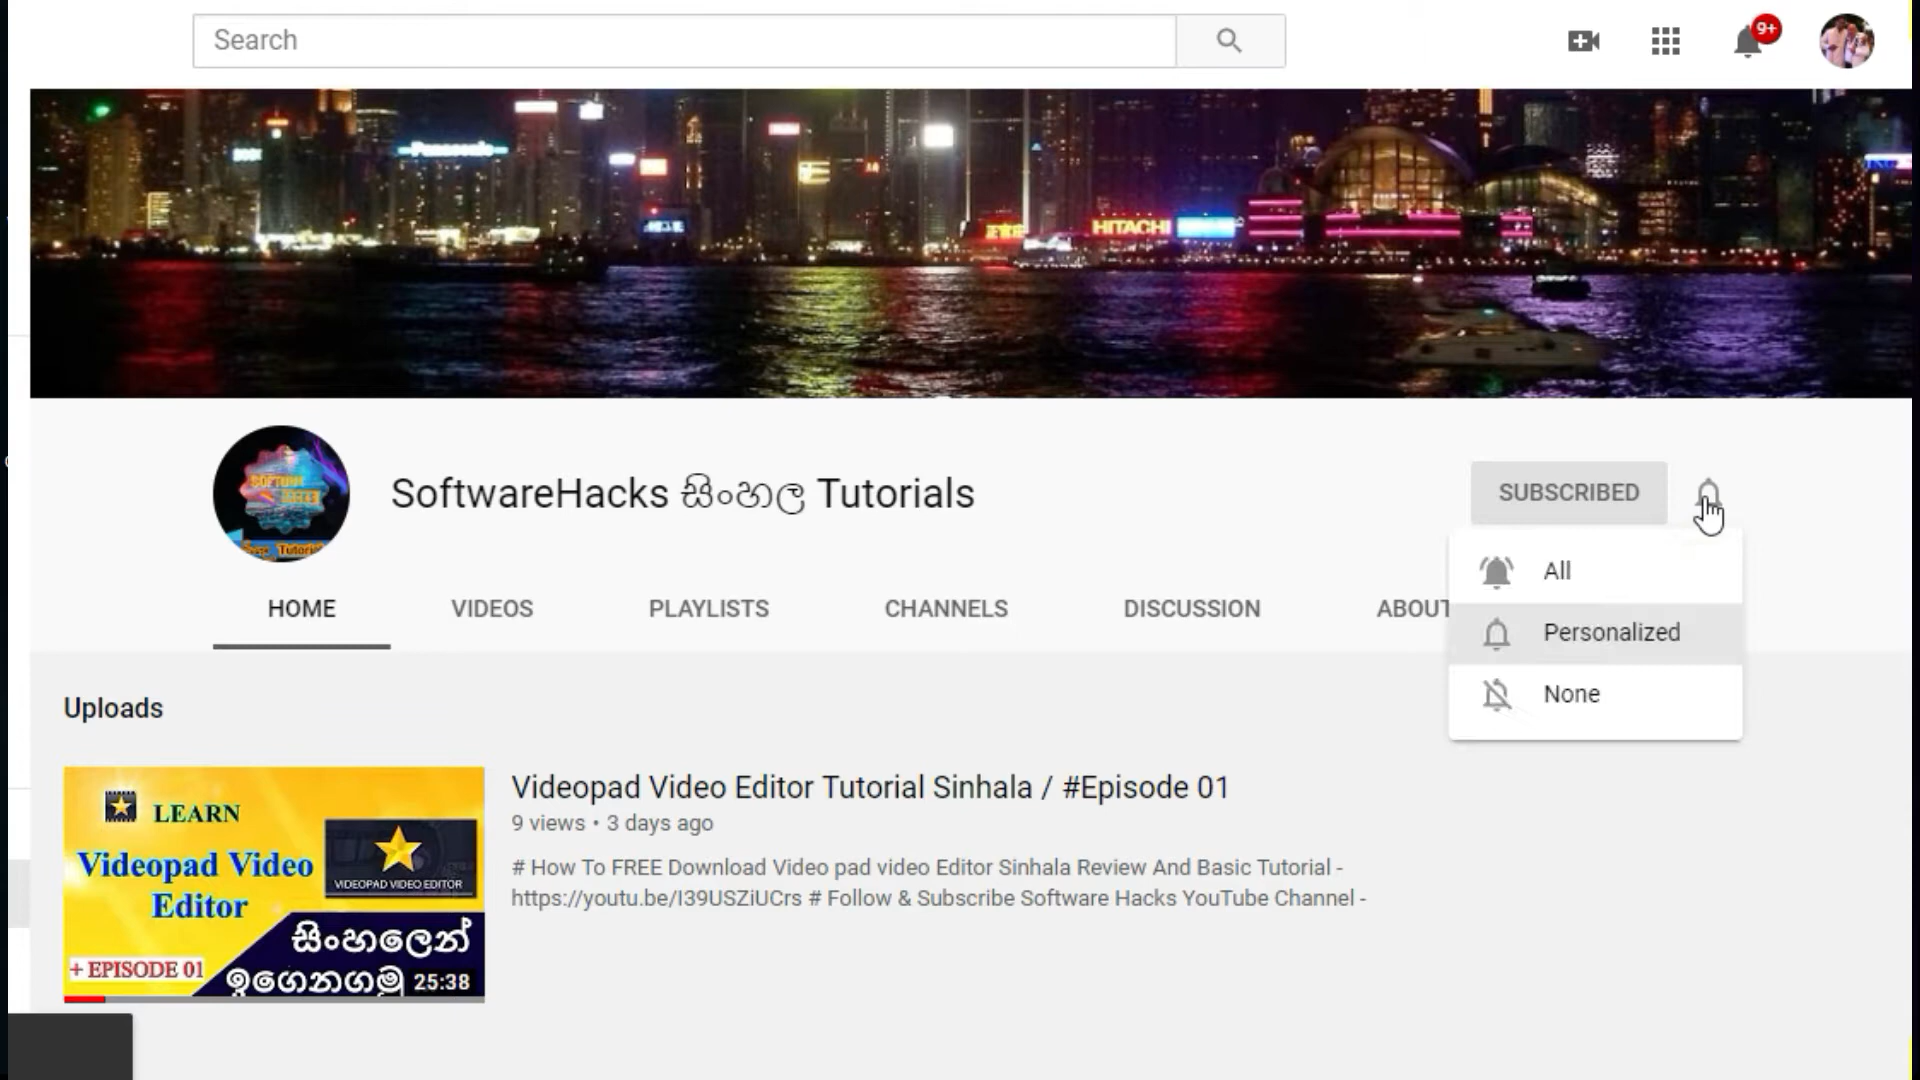 Search
9+
Panasonic
HITACHI
SoftwareHacks සිංහල Tutorials
SUBSCRIBED
All
Personalized
None
HOME VIDEOS PLAYLISTS CHANNELS DISCUSSION ABOUT
Uploads
LEARN
Videopad Video
Editor
VIDEOPAD VIDEO EDITOR
සිංහලෙන්
+ EPISODE 01
ඉගෙනගමු
25:38
Videopad Video Editor Tutorial Sinhala / #Episode 01
9 views • 3 days ago
# How To FREE Download Video pad video Editor Sinhala Review And Basic Tutorial -
https://youtu.be/I39USZiUCrs # Follow & Subscribe Software Hacks YouTube Channel -